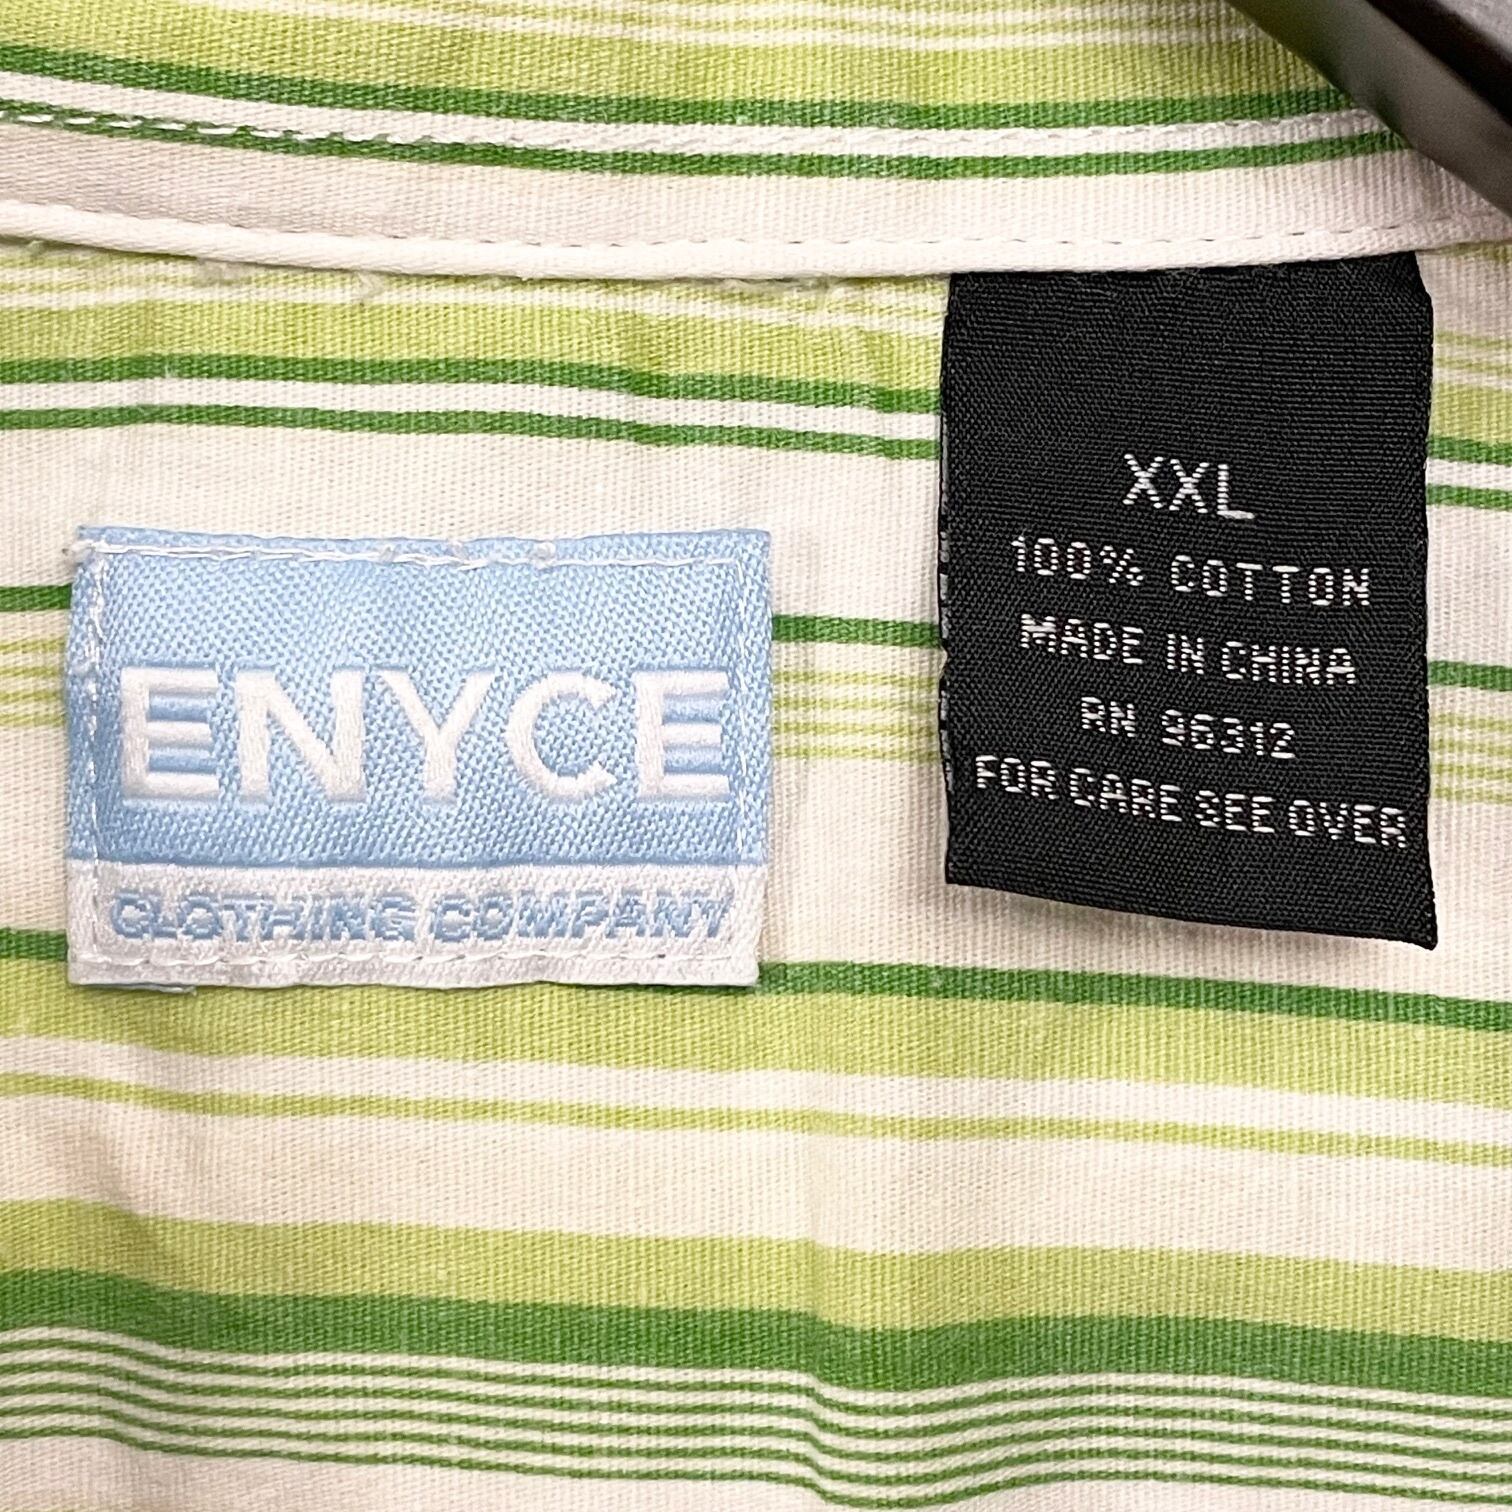 ENYCE
CLOTHING COMPANY
XXL
100% COTTON
MADE IN CHINA
RN 96312
FOR CARE SEE OVER